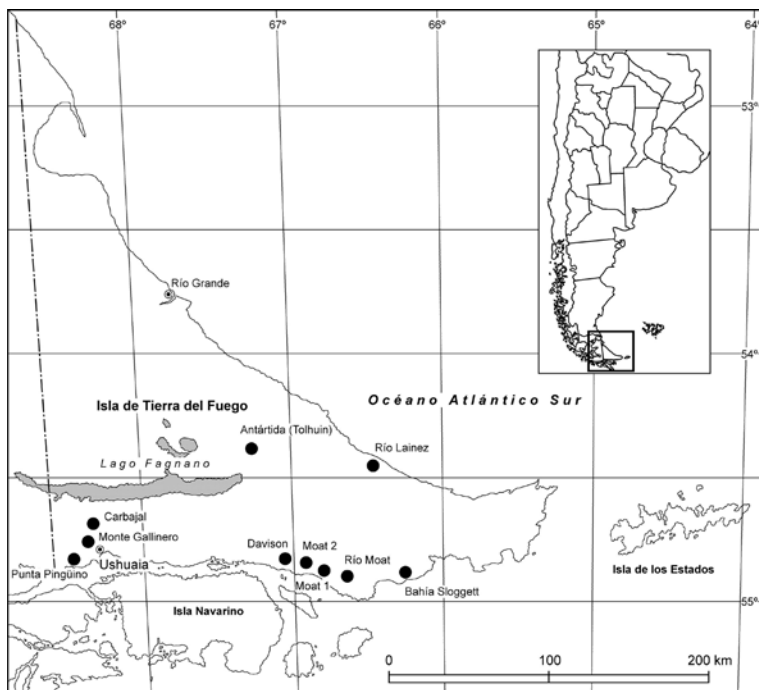 68°
67°
66°
65°
64°
53°
Río Grande
54°
Océano Atlántico Sur
Isla de Tierra del Fuego
Antártida (Tolhuin)
Río Lainez
Lago Fagnano
Carbajal
Monte Gallinero
Ushuaia
Punta Pingüino
Davison
Moat 2
Río Moat
Moat 1
Bahía Sloggett
Isla de los Estados
Isla Navarino
55°
0
100
200 km